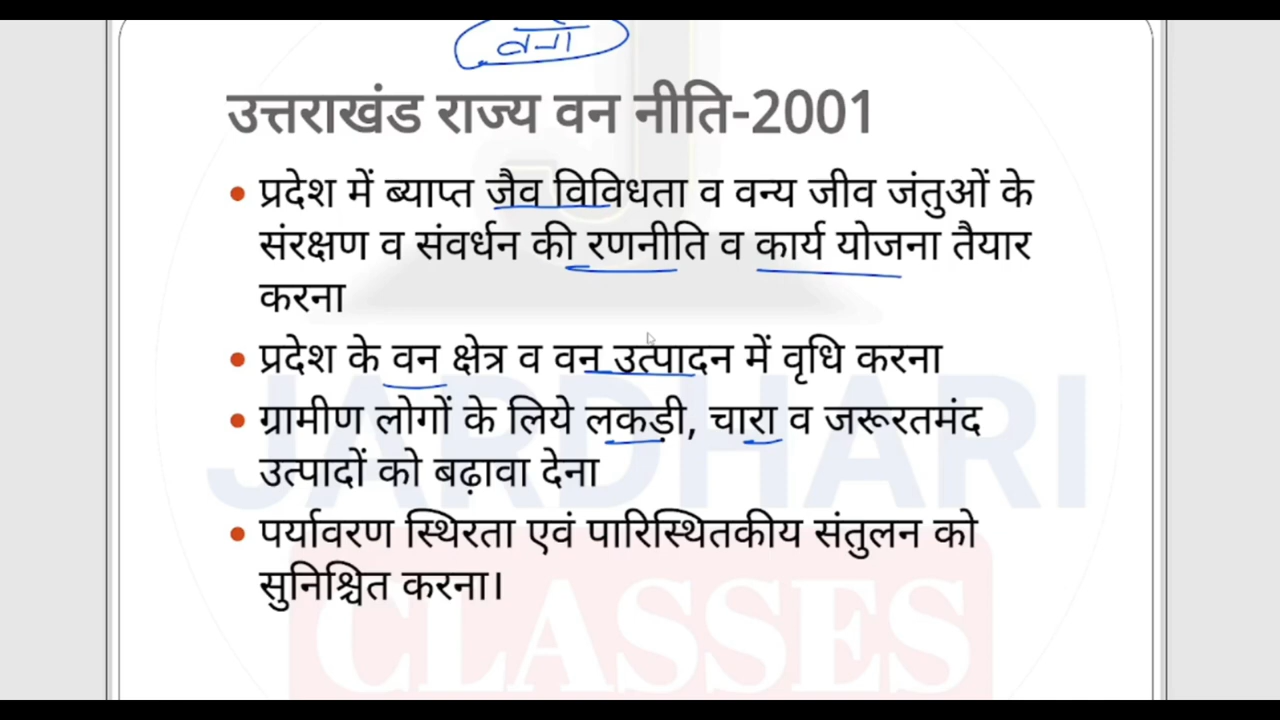 वनो
उत्तराखंड राज्य वन नीति-2001
• प्रदेश में ब्याप्त जैव विविधता व वन्य जीव जंतुओं के
संरक्षण व संवर्धन की रणनीति व कार्य योजना तैयार
करना
• प्रदेश के वन क्षेत्र व वन उत्पादन में वृधि करना
• ग्रामीण लोगों के लिये लकड़ी, चारा व जरूरतमंद
उत्पादों को बढ़ावा देना
• पर्यावरण स्थिरता एवं पारिस्थितकीय संतुलन को
सुनिश्चित करना।
JARDHARI
CLASSES